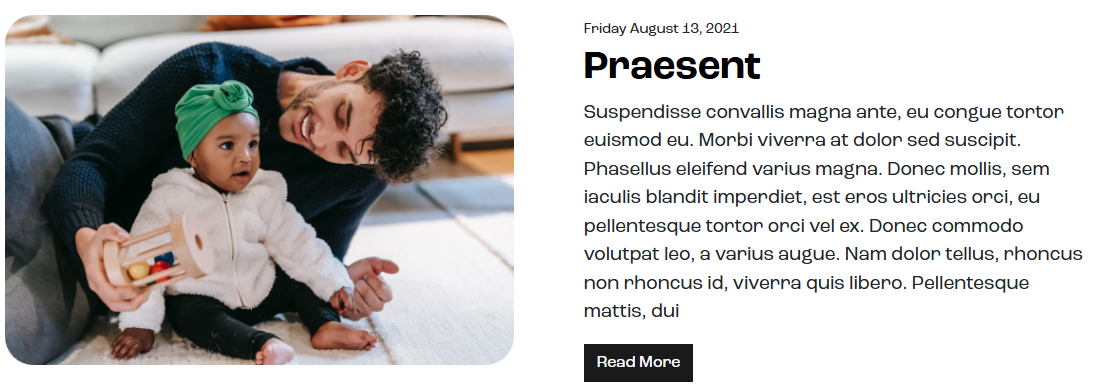 Friday August 13, 2021
Praesent
Suspendisse convallis magna ante, eu congue tortor
euismod eu. Morbi viverra at dolor sed suscipit.
Phasellus eleifend varius magna. Donec mollis, sem
iaculis blandit imperdiet, est eros ultricies orci, eu
pellentesque tortor orci vel ex. Donec commodo
volutpat leo, a varius augue. Nam dolor tellus, rhoncus
non rhoncus id, viverra quis libero. Pellentesque
mattis, dui
Read More